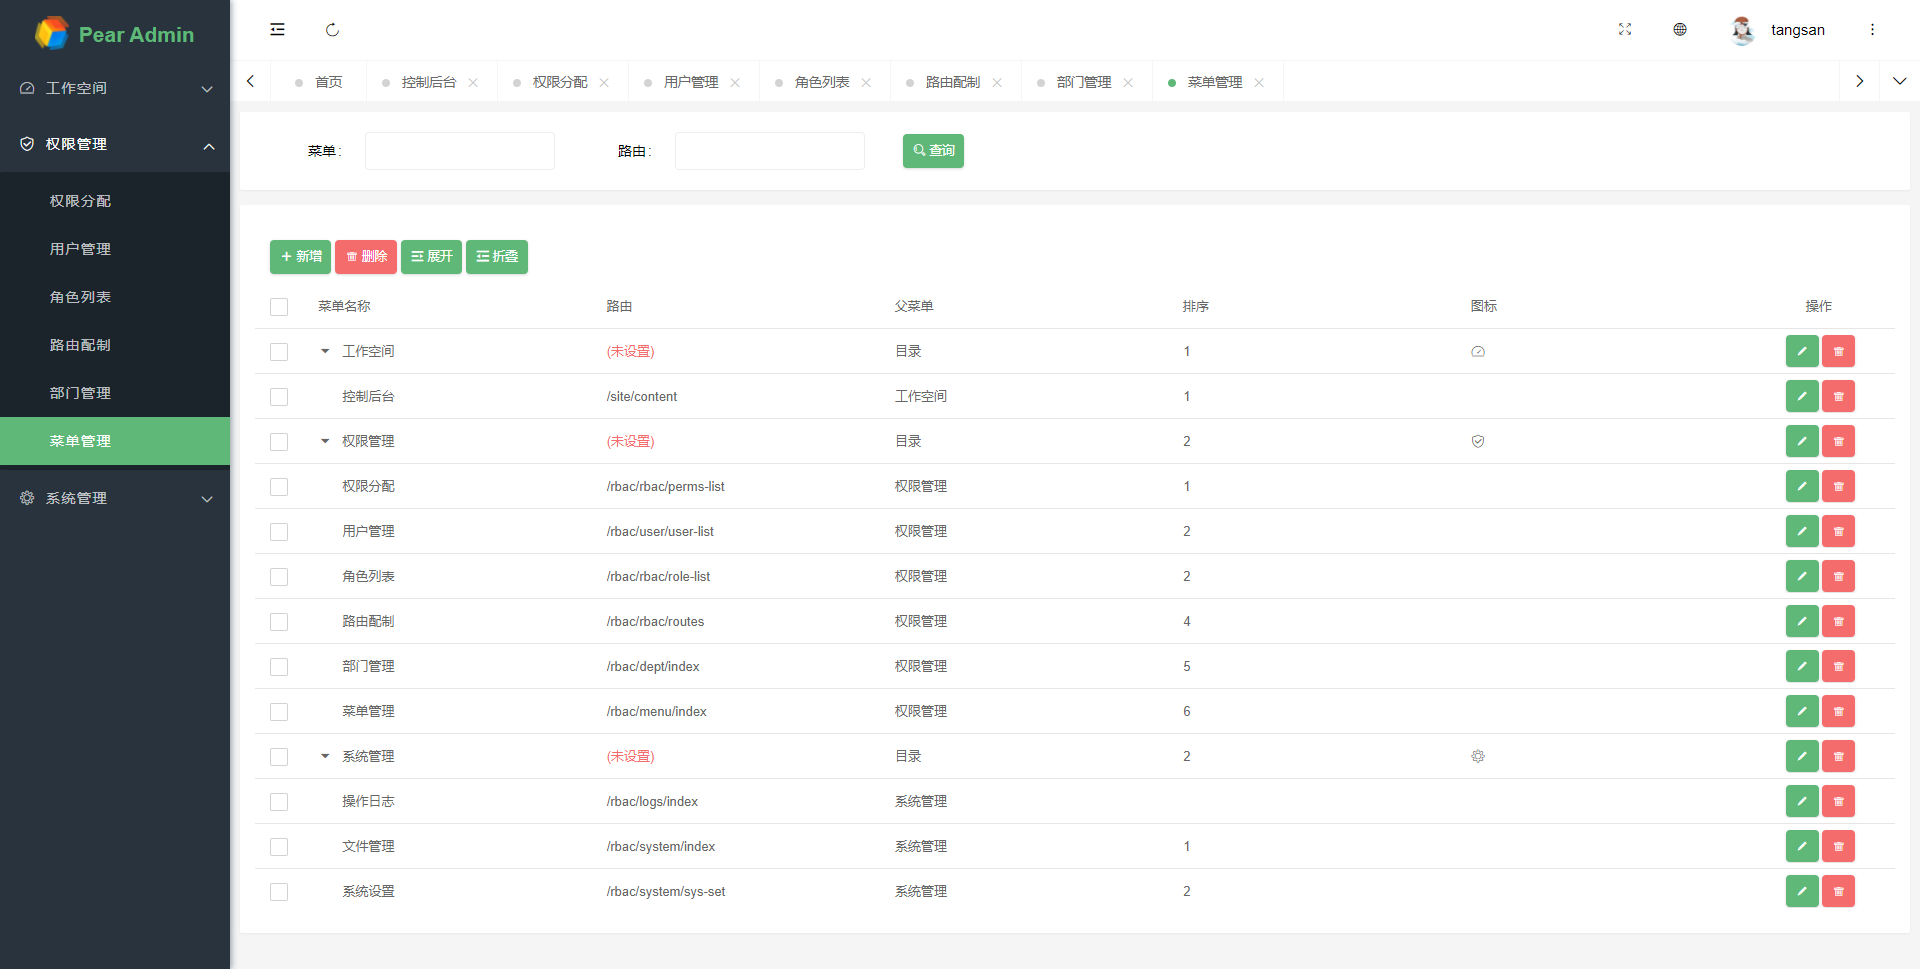 Pear Admin
tangsan
首页 控制后台 权限分配 用户管理 角色列表 路由配制 部门管理 菜单管理
工作空间
权限管理
权限分配
用户管理
角色列表
路由配制
部门管理
菜单管理
系统管理
菜单: 路由: 查询
新增 删除 展开 折叠
菜单名称 路由 父菜单 排序 图标 操作
工作空间 (未设置) 目录 1
控制后台 /site/content 工作空间 1
权限管理 (未设置) 目录 2
权限分配 /rbac/rbac/perms-list 权限管理 1
用户管理 /rbac/user/user-list 权限管理 2
角色列表 /rbac/rbac/role-list 权限管理 2
路由配制 /rbac/rbac/routes 权限管理 4
部门管理 /rbac/dept/index 权限管理 5
菜单管理 /rbac/menu/index 权限管理 6
系统管理 (未设置) 目录 2
操作日志 /rbac/logs/index 系统管理
文件管理 /rbac/system/index 系统管理 1
系统设置 /rbac/system/sys-set 系统管理 2